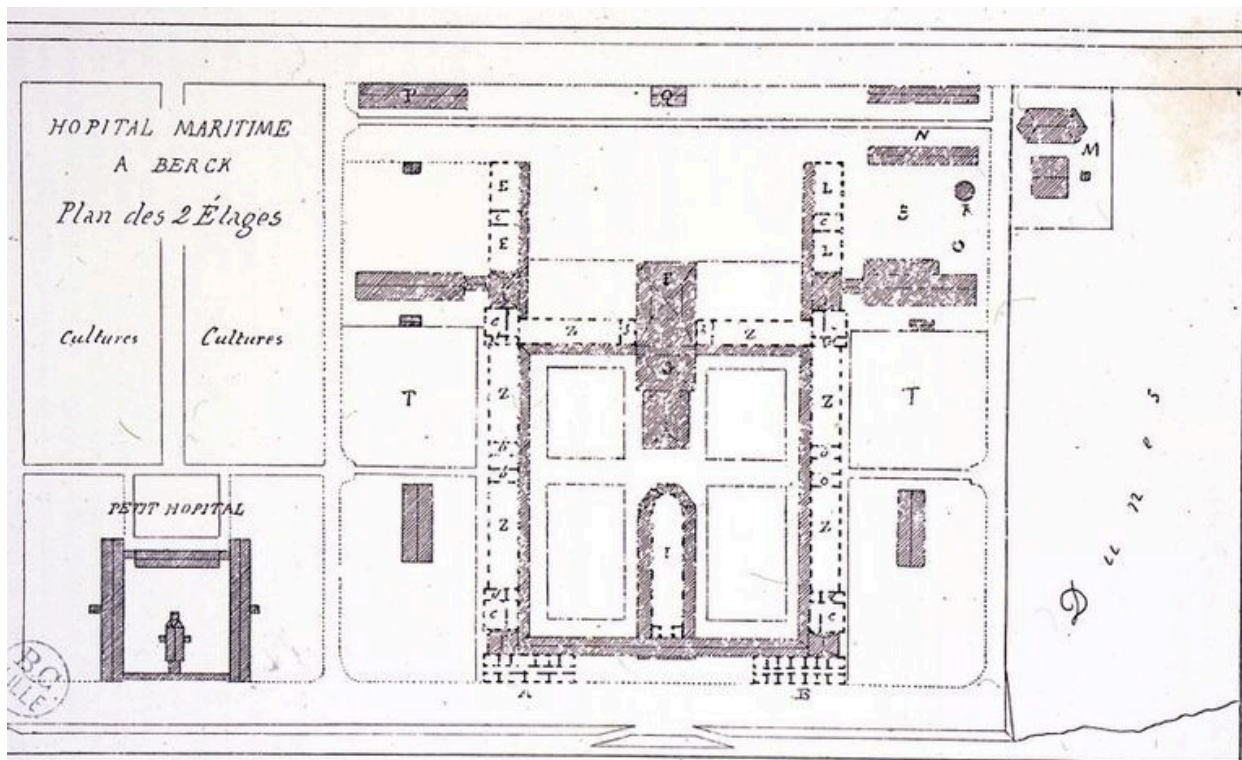 HOPITAL MARITIME
A BERCK
Plan des 2 Étages
Cultures
Cultures
PETIT HOPITAL
P
Q
N
M
E
C
E
L
C
L
Z
Z
T
Z
Z
T
Z
Z
I
C
C
A
B
Dunes